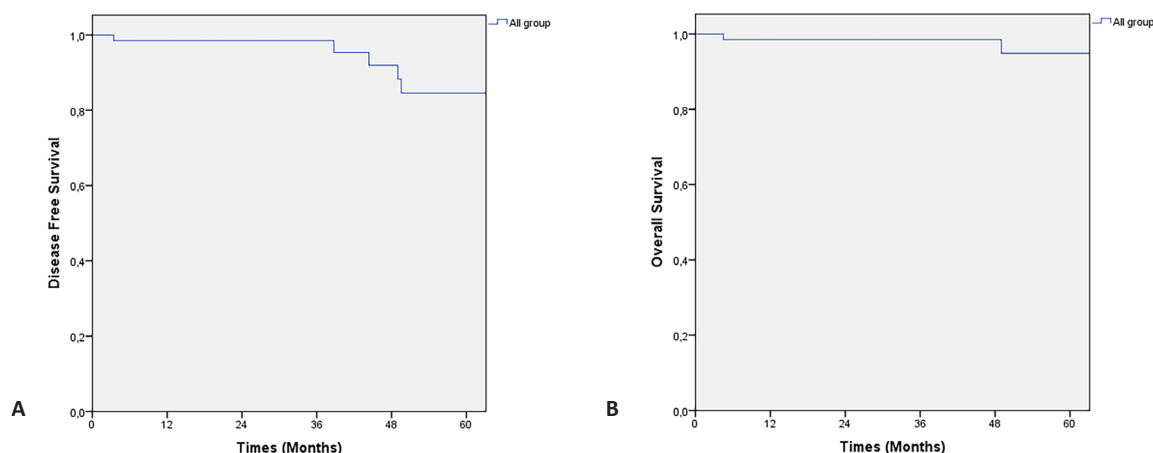 All group
1,0
0,8
0,6
0,4
0,2
0,0
Disease Free Survival
0 12 24 36 48 60
Times (Months)
A
All group
1,0
0,8
0,6
0,4
0,2
0,0
Overall Survival
0 12 24 36 48 60
Times (Months)
B